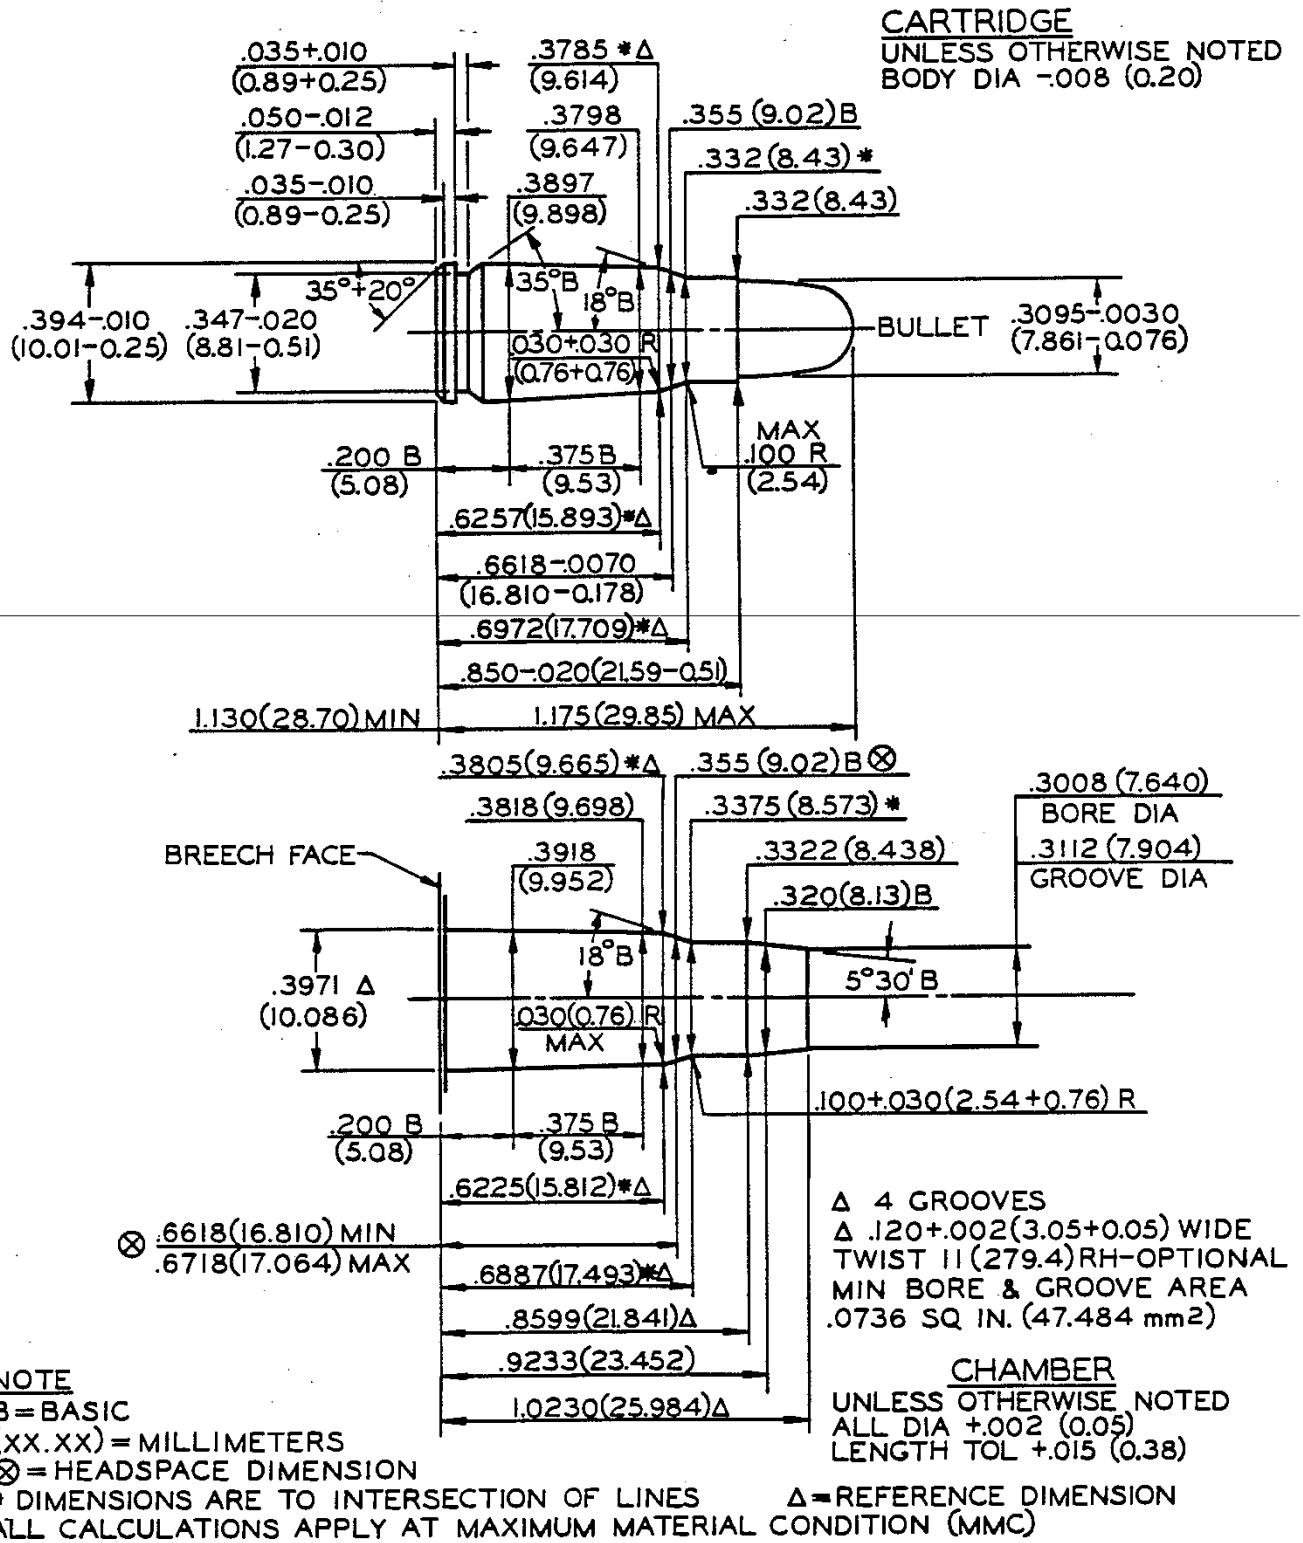 CARTRIDGE
UNLESS OTHERWISE NOTED
BODY DIA -.008 (0.20)
.035+.010
(0.89+0.25)
.3785 *Δ
(9.614)
.050-.012
(1.27-0.30)
.3798
(9.647)
.355 (9.02) B
.332 (8.43) *
.035-.010
(0.89-0.25)
.3897
(9.898)
.332(8.43)
35°+20°
35°B
18°B
.394-.010
(10.01-0.25)
.347-.020
(8.81-0.51)
.030+.030 R
(0.76+0.76)
BULLET
.3095-.0030
(7.861-0.076)
.200 B
(5.08)
.375 B
(9.53)
MAX
.100 R
(2.54)
.6257(15.893)*Δ
.6618-.0070
(16.810-0.178)
.6972(17.709)*Δ
.850-.020(21.59-0.51)
1.130(28.70) MIN
1.175(29.85) MAX
.3805(9.665)*Δ
.355 (9.02) B ⊗
.3818(9.698)
.3375 (8.573) *
.3008 (7.640)
BORE DIA
BREECH FACE
.3918
(9.952)
.3322 (8.438)
.3112 (7.904)
GROOVE DIA
.320(8.13)B
18°B
5°30' B
.3971 Δ
(10.086)
.030(0.76) R
MAX
.100+.030(2.54+0.76) R
.200 B
(5.08)
.375 B
(9.53)
.6225(15.812)*Δ
⊗ .6618(16.810) MIN
.6718(17.064) MAX
.6887(17.493)*Δ
.8599(21.841)Δ
.9233(23.452)
1.0230(25.984)Δ
Δ 4 GROOVES
Δ .120+.002(3.05+0.05) WIDE
TWIST 11 (279.4) RH-OPTIONAL
MIN BORE & GROOVE AREA
.0736 SQ IN. (47.484 mm2)
CHAMBER
UNLESS OTHERWISE NOTED
ALL DIA +.002 (0.05)
LENGTH TOL +.015 (0.38)
NOTE
B = BASIC
(XX.XX) = MILLIMETERS
⊗ = HEADSPACE DIMENSION
* DIMENSIONS ARE TO INTERSECTION OF LINES
Δ = REFERENCE DIMENSION
ALL CALCULATIONS APPLY AT MAXIMUM MATERIAL CONDITION (MMC)